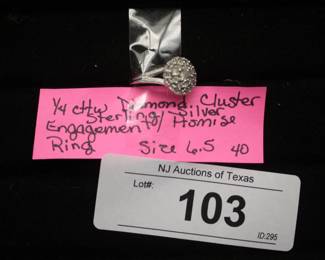 1/4 cttw Diamond Cluster
Sterling Silver
Engagement/ Promise
Ring Size 6.5 40
NJ Auctions of Texas
Lot#:
103
ID:295